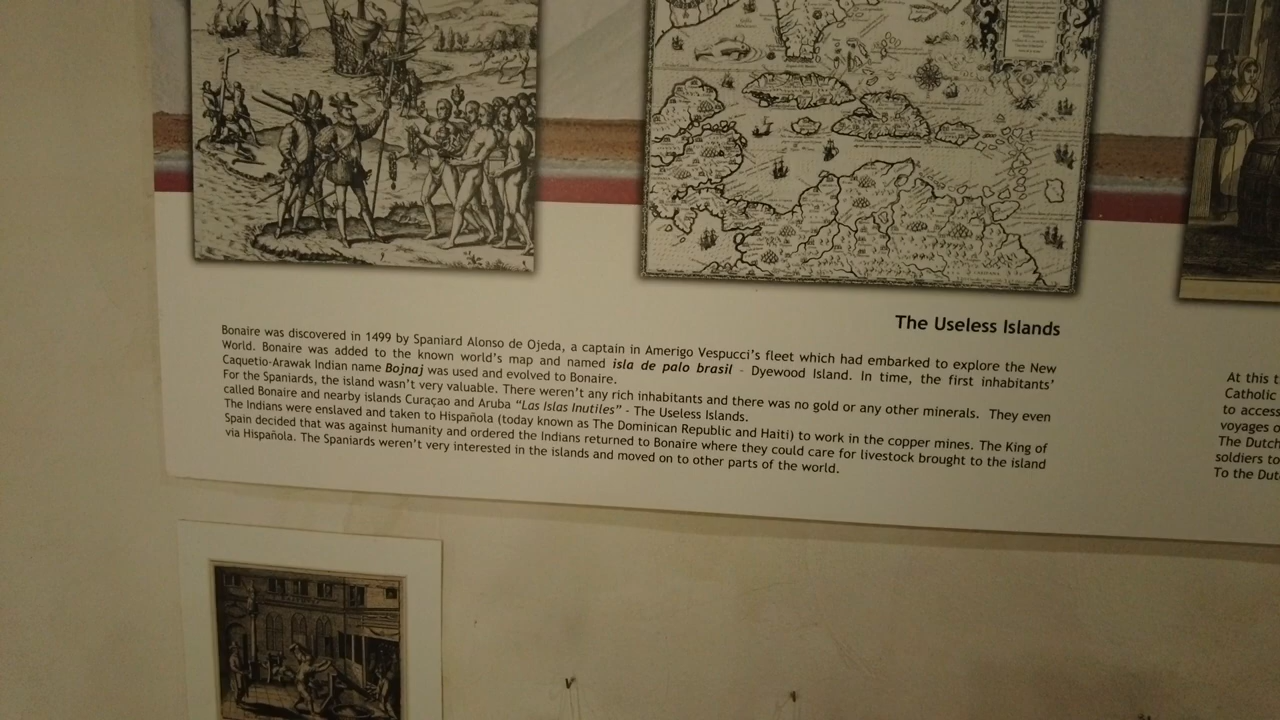 The Useless Islands
Bonaire was discovered in 1499 by Spaniard Alonso de Ojeda, a captain in Amerigo Vespucci's fleet which had embarked to explore the New
World. Bonaire was added to the known world's map and named isla de palo brasil - Dyewood Island. In time, the first inhabitants'
Caquetio-Arawak Indian name Bojnaj was used and evolved to Bonaire.
For the Spaniards, the island wasn't very valuable. There weren't any rich inhabitants and there was no gold or any other minerals. They even
called Bonaire and nearby islands Curaçao and Aruba "Las Islas Inutiles" - The Useless Islands.
The Indians were enslaved and taken to Hispañola (today known as The Dominican Republic and Haiti) to work in the copper mines. The King of
Spain decided that was against humanity and ordered the Indians returned to Bonaire where they could care for livestock brought to the island
via Hispañola. The Spaniards weren't very interested in the islands and moved on to other parts of the world.
At this t
Catholic
to access
voyages o
The Dutch
soldiers to
To the Dut